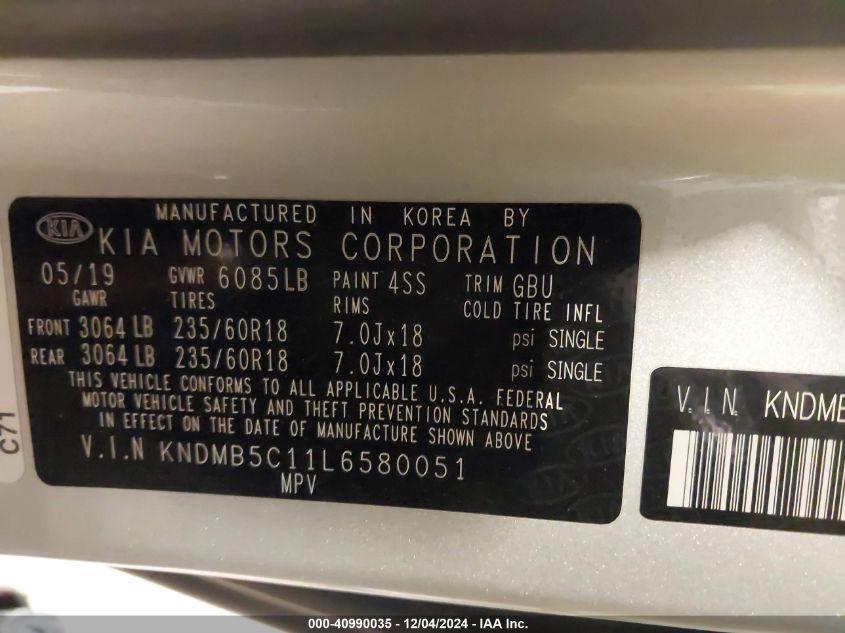 MANUFACTURED IN KOREA BY
KIA KIA MOTORS CORPORATION
05/19 GVWR 6085LB PAINT 4SS TRIM GBU
GAWR TIRES RIMS COLD TIRE INFL
FRONT 3064 LB 235/60R18 7.0Jx18 psi SINGLE
REAR 3064 LB 235/60R18 7.0Jx18 psi SINGLE
THIS VEHICLE CONFORMS TO ALL APPLICABLE U.S.A. FEDERAL
MOTOR VEHICLE SAFETY AND THEFT PREVENTION STANDARDS
IN EFFECT ON THE DATE OF MANUFACTURE SHOWN ABOVE
V.I.N KNDMB5C11L6580051
MPV
C71
V.I.N. KNDMB
000-40990035 - 12/04/2024 - IAA Inc.